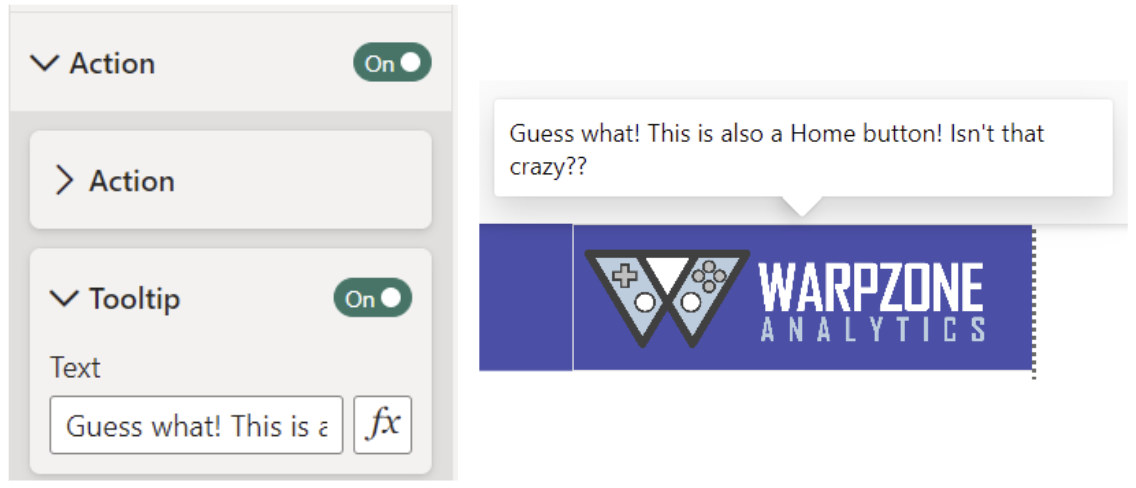 Action
On
Action
Tooltip
On
Text
Guess what! This is a
fx
Guess what! This is also a Home button! Isn't that
crazy??
WARPZONE
ANALYTICS